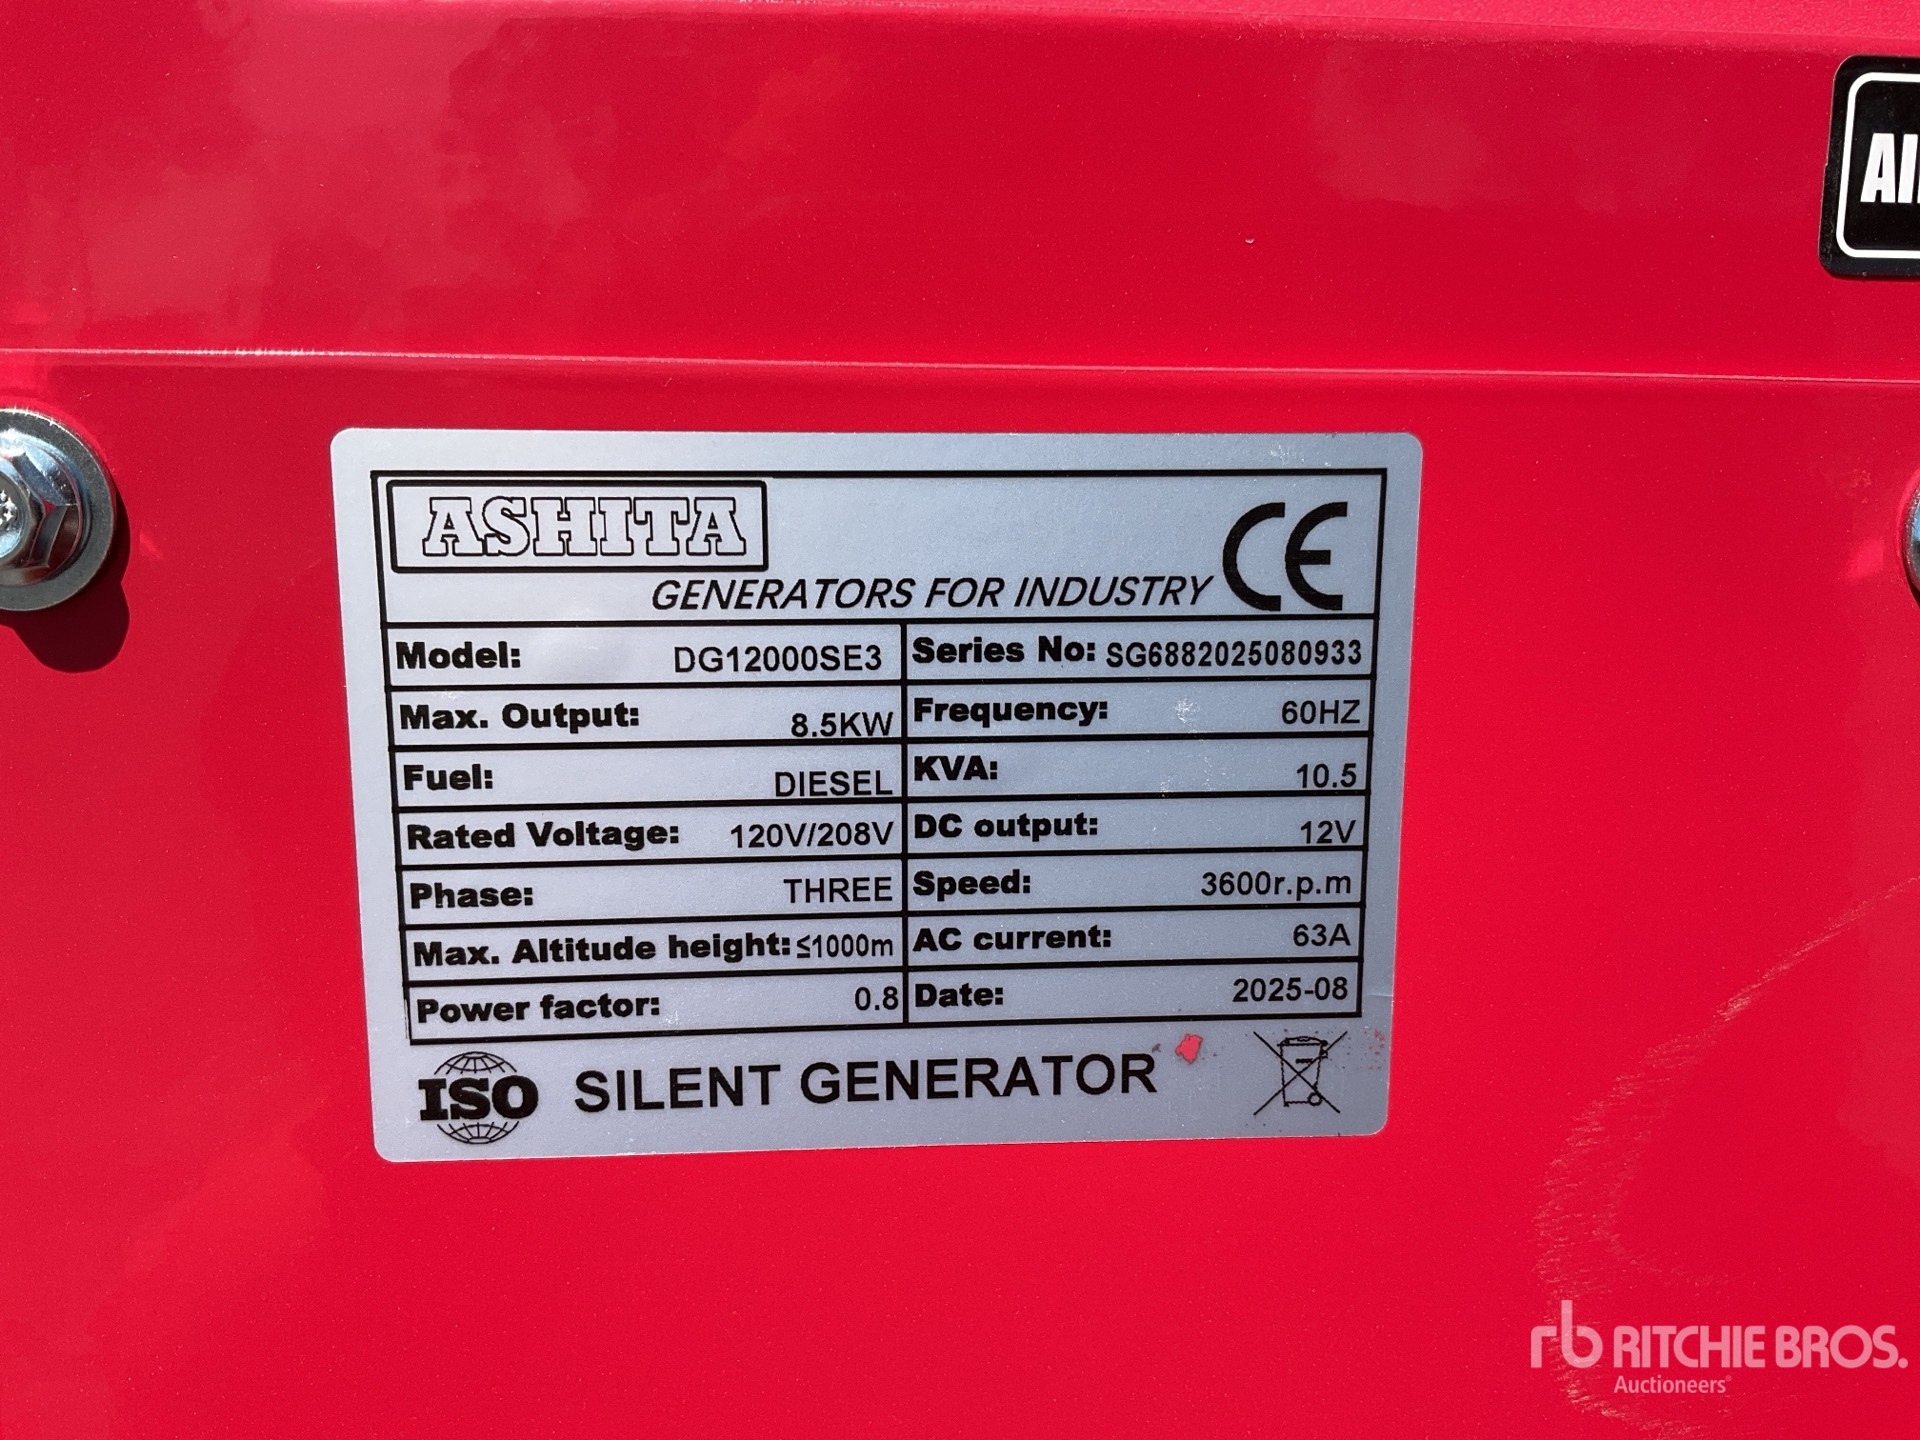 AI
ASHITA
GENERATORS FOR INDUSTRY CE
Model: DG12000SE3 Series No: SG6882025080933
Max. Output: 8.5KW Frequency: 60HZ
Fuel: DIESEL KVA: 10.5
Rated Voltage: 120V/208V DC output: 12V
Phase: THREE Speed: 3600r.p.m
Max. Altitude height: ≤1000m AC current: 63A
Power factor: 0.8 Date: 2025-08
ISO SILENT GENERATOR
rb RITCHIE BROS.
Auctioneers